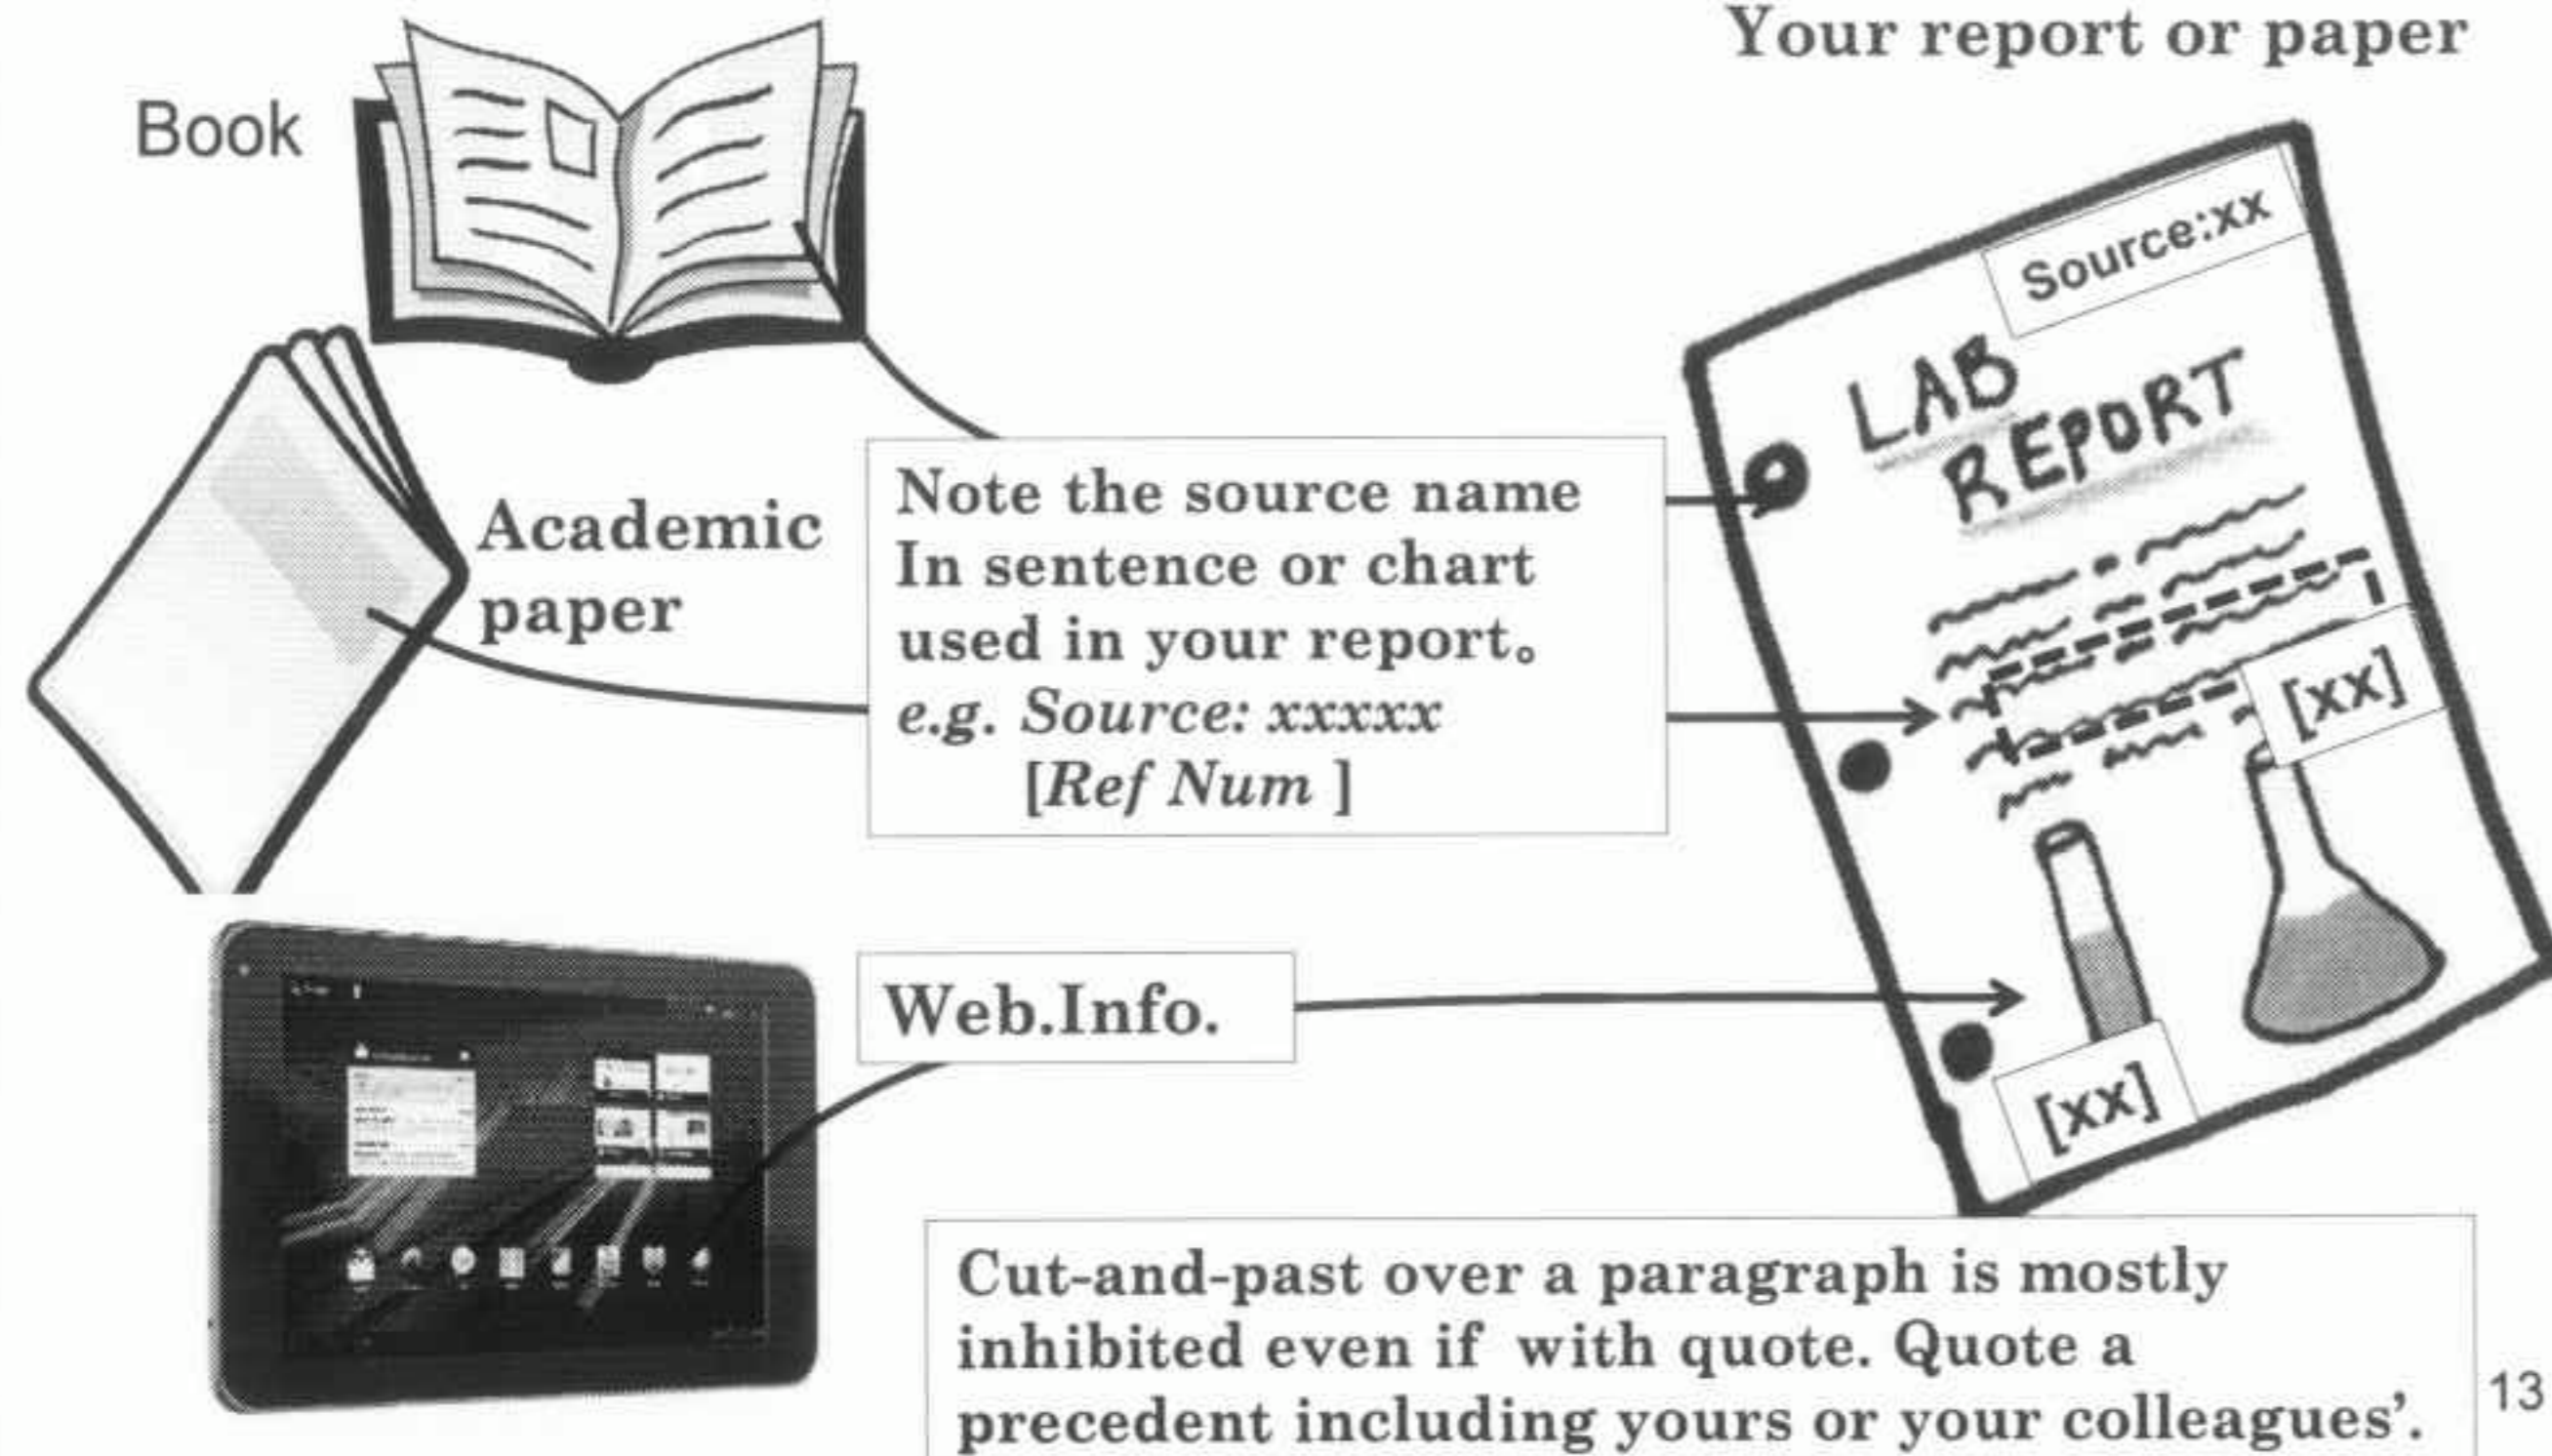 Your report or paper
Book
Source:xx
LAB
REPORT
Academic
paper
Note the source name
In sentence or chart
used in your report。
e.g. Source: xxxxx
[Ref Num ]
[xx]
Web.Info.
[xx]
Cut-and-past over a paragraph is mostly
inhibited even if with quote. Quote a
precedent including yours or your colleagues’.
13